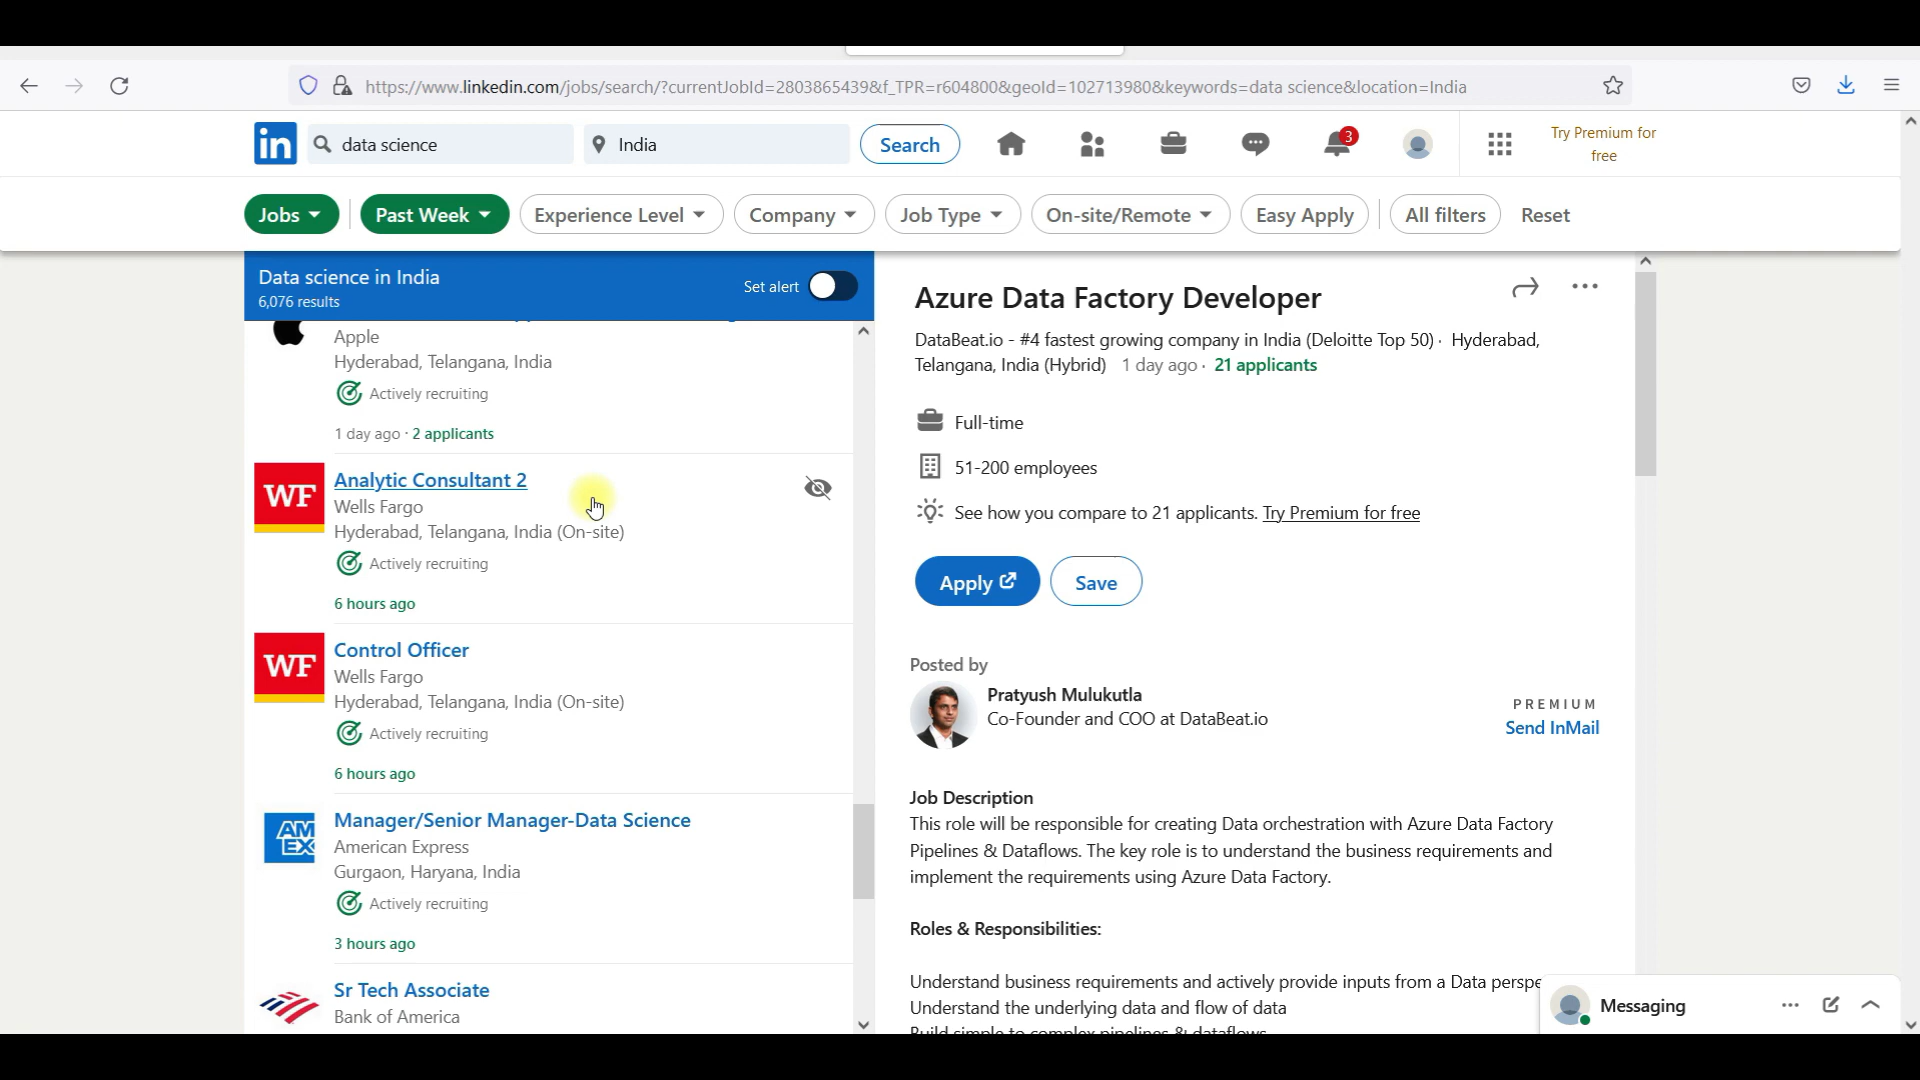 https://www.linkedin.com/jobs/search/?currentJobId=2803865439&f_TPR=r604800&geoId=102713980&keywords=data science&location=India
in
data science
India
Search
3
Try Premium for
free
Jobs
Past Week
Experience Level
Company
Job Type
On-site/Remote
Easy Apply
All filters
Reset
Data science in India
6,076 results
Set alert
Apple
Hyderabad, Telangana, India
Actively recruiting
1 day ago · 2 applicants
WF
Analytic Consultant 2
Wells Fargo
Hyderabad, Telangana, India (On-site)
Actively recruiting
6 hours ago
WF
Control Officer
Wells Fargo
Hyderabad, Telangana, India (On-site)
Actively recruiting
6 hours ago
AM
EX
Manager/Senior Manager-Data Science
American Express
Gurgaon, Haryana, India
Actively recruiting
3 hours ago
Sr Tech Associate
Bank of America
Azure Data Factory Developer
DataBeat.io - #4 fastest growing company in India (Deloitte Top 50) · Hyderabad,
Telangana, India (Hybrid) 1 day ago · 21 applicants
Full-time
51-200 employees
See how you compare to 21 applicants. Try Premium for free
Apply
Save
Posted by
Pratyush Mulukutla
Co-Founder and COO at DataBeat.io
PREMIUM
Send InMail
Job Description
This role will be responsible for creating Data orchestration with Azure Data Factory
Pipelines & Dataflows. The key role is to understand the business requirements and
implement the requirements using Azure Data Factory.
Roles & Responsibilities:
Understand business requirements and actively provide inputs from a Data perspe
Understand the underlying data and flow of data
Build simple to complex pipelines & dataflows
Messaging